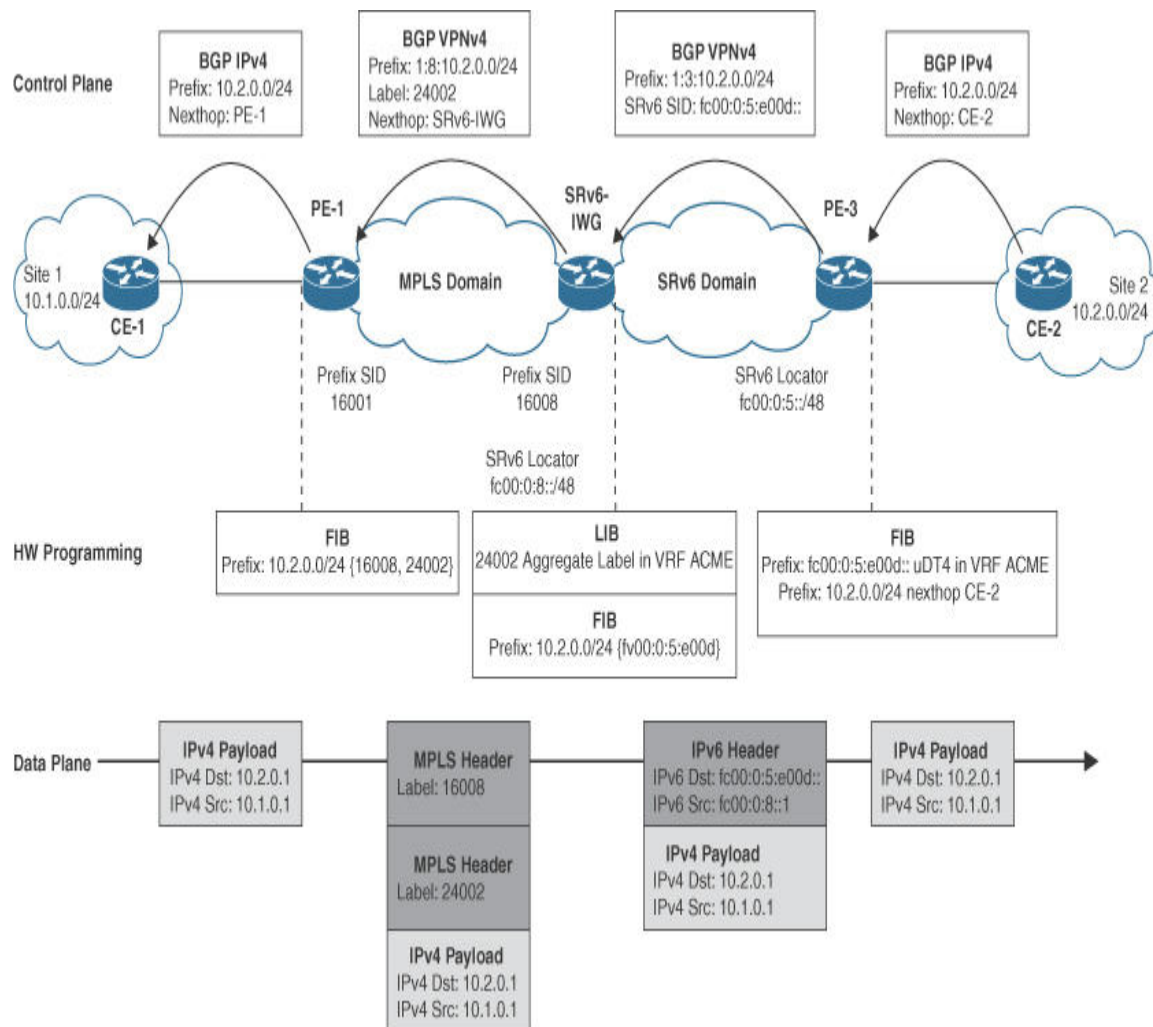 Control Plane
BGP IPv4
Prefix: 10.2.0.0/24
Nexthop: PE-1
BGP VPNv4
Prefix: 1:8:10.2.0.0/24
Label: 24002
Nexthop: SRv6-IWG
BGP VPNv4
Prefix: 1:3:10.2.0.0/24
SRv6 SID: fc00:0:5:e00d::
BGP IPv4
Prefix: 10.2.0.0/24
Nexthop: CE-2
Site 1
10.1.0.0/24
CE-1
PE-1
MPLS Domain
SRv6-
IWG
SRv6 Domain
PE-3
Site 2
10.2.0.0/24
CE-2
Prefix SID
16001
Prefix SID
16008
SRv6 Locator
fc00:0:5::/48
SRv6 Locator
fc00:0:8::/48
HW Programming
FIB
Prefix: 10.2.0.0/24 {16008, 24002}
LIB
24002 Aggregate Label in VRF ACME
FIB
Prefix: 10.2.0.0/24 {fv00:0:5:e00d}
FIB
Prefix: fc00:0:5:e00d:: uDT4 in VRF ACME
Prefix: 10.2.0.0/24 nexthop CE-2
Data Plane
IPv4 Payload
IPv4 Dst: 10.2.0.1
IPv4 Src: 10.1.0.1
MPLS Header
Label: 16008
MPLS Header
Label: 24002
IPv4 Payload
IPv4 Dst: 10.2.0.1
IPv4 Src: 10.1.0.1
IPv6 Header
IPv6 Dst: fc00:0:5:e00d::
IPv6 Src: fc00:0:8::1
IPv4 Payload
IPv4 Dst: 10.2.0.1
IPv4 Src: 10.1.0.1
IPv4 Payload
IPv4 Dst: 10.2.0.1
IPv4 Src: 10.1.0.1